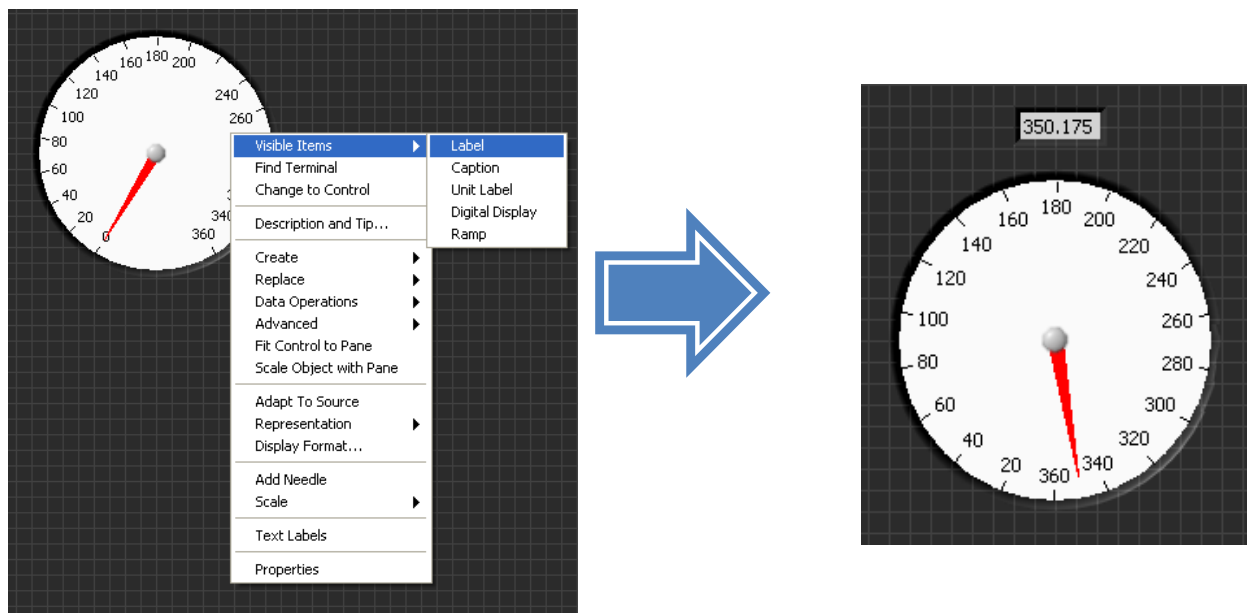 160 180 200
140
120
240
100
260
80
60
40
20
340
0
360
Visible Items
Find Terminal
Change to Control
Description and Tip...
Create
Replace
Data Operations
Advanced
Fit Control to Pane
Scale Object with Pane
Adapt To Source
Representation
Display Format...
Add Needle
Scale
Text Labels
Properties
Label
Caption
Unit Label
Digital Display
Ramp
350.175
160 180 200
140 220
120 240
100 260
80 280
60 300
40 320
20 360 340